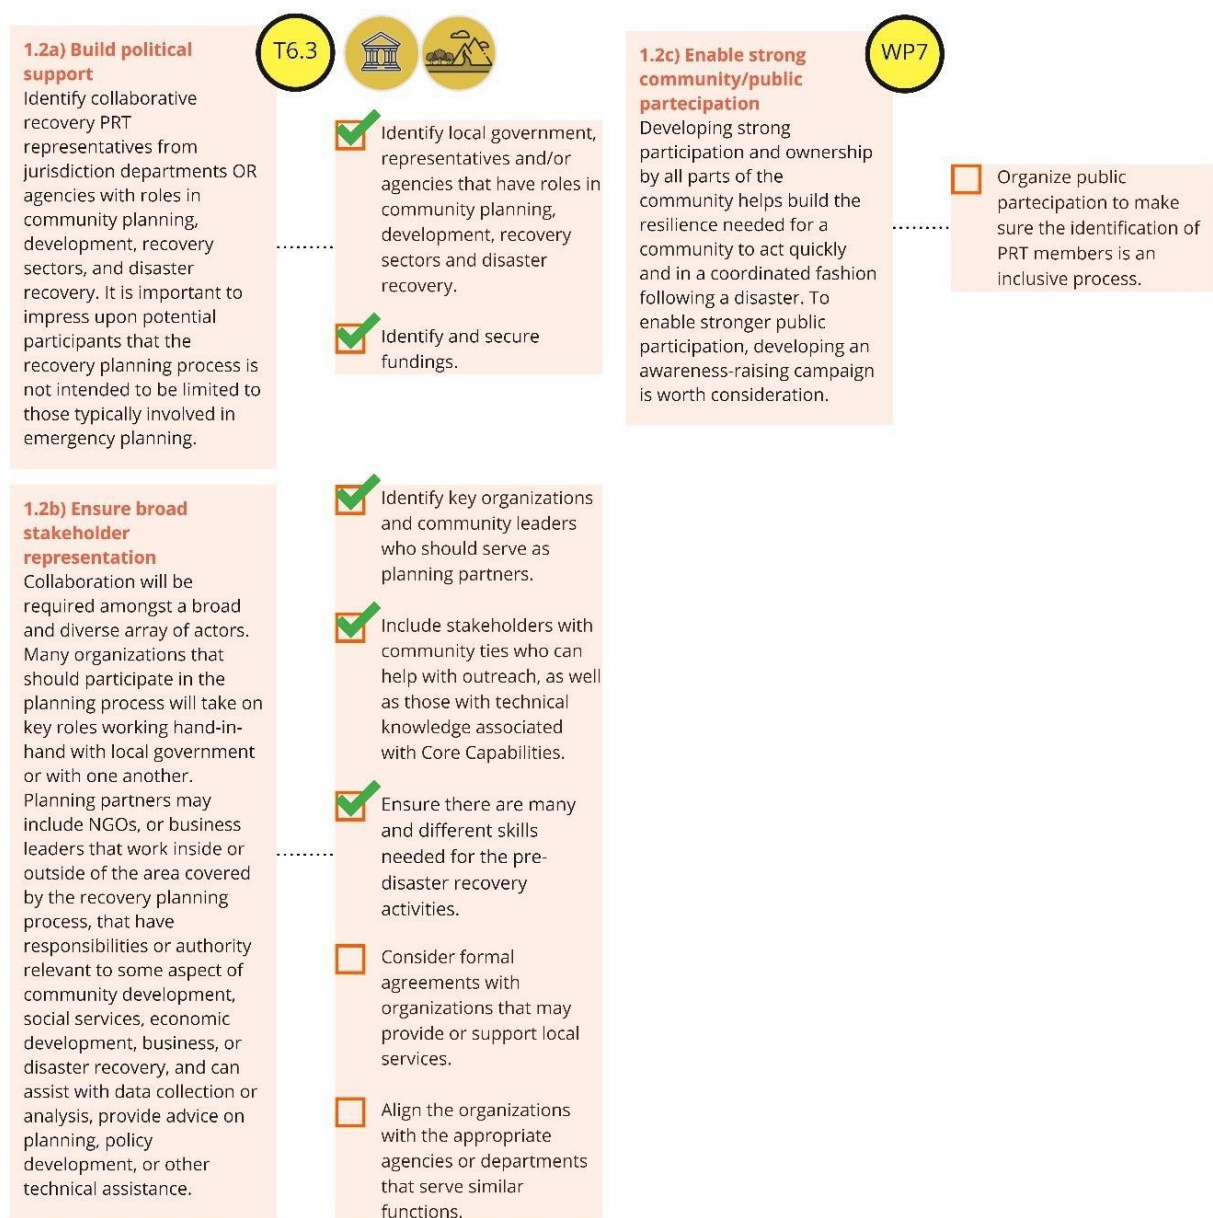 1.2a) Build political
support
Identify collaborative
recovery PRT
representatives from
jurisdiction departments OR
agencies with roles in
community planning,
development, recovery
sectors, and disaster
recovery. It is important to
impress upon potential
participants that the
recovery planning process is
not intended to be limited to
those typically involved in
emergency planning.
T6.3
Identify local government,
representatives and/or
agencies that have roles in
community planning,
development, recovery
sectors and disaster
recovery.
Identify and secure
fundings.
1.2b) Ensure broad
stakeholder
representation
Collaboration will be
required amongst a broad
and diverse array of actors.
Many organizations that
should participate in the
planning process will take on
key roles working hand-in-
hand with local government
or with one another.
Planning partners may
include NGOs, or business
leaders that work inside or
outside of the area covered
by the recovery planning
process, that have
responsibilities or authority
relevant to some aspect of
community development,
social services, economic
development, business, or
disaster recovery, and can
assist with data collection or
analysis, provide advice on
planning, policy
development, or other
technical assistance.
Identify key organizations
and community leaders
who should serve as
planning partners.
Include stakeholders with
community ties who can
help with outreach, as well
as those with technical
knowledge associated
with Core Capabilities.
Ensure there are many
and different skills
needed for the pre-
disaster recovery
activities.
Consider formal
agreements with
organizations that may
provide or support local
services.
Align the organizations
with the appropriate
agencies or departments
that serve similar
functions.
1.2c) Enable strong
community/public
partecipation
Developing strong
participation and ownership
by all parts of the
community helps build the
resilience needed for a
community to act quickly
and in a coordinated fashion
following a disaster. To
enable stronger public
participation, developing an
awareness-raising campaign
is worth consideration.
WP7
Organize public
partecipation to make
sure the identification of
PRT members is an
inclusive process.